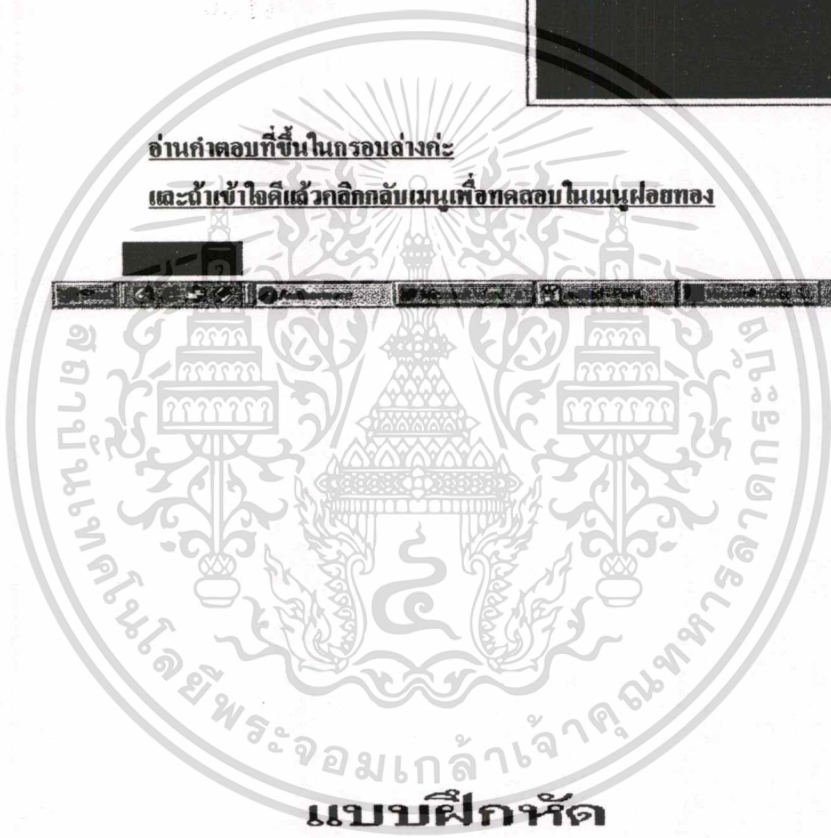 อ่านคำตอบที่ขึ้นในกรอบล่างค่ะ
และถ้าเข้าใจดีแล้วคลิกกลับเมนูเพื่อทดสอบในเมนูฝอยทอง
สถาบันเทคโนโลยีพระจอมเกล้าเจ้าคุณทหารลาดกระบัง
แบบฝึกหัด